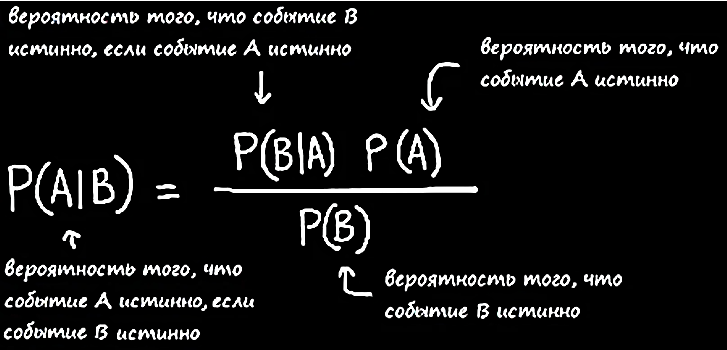 вероятность того, что событие B
истинно, если событие A истинно
вероятность того, что
событие A истинно
P(A|B) = P(B|A) P(A)
P(B)
вероятность того, что
событие A истинно, если
событие B истинно
вероятность того, что
событие B истинно